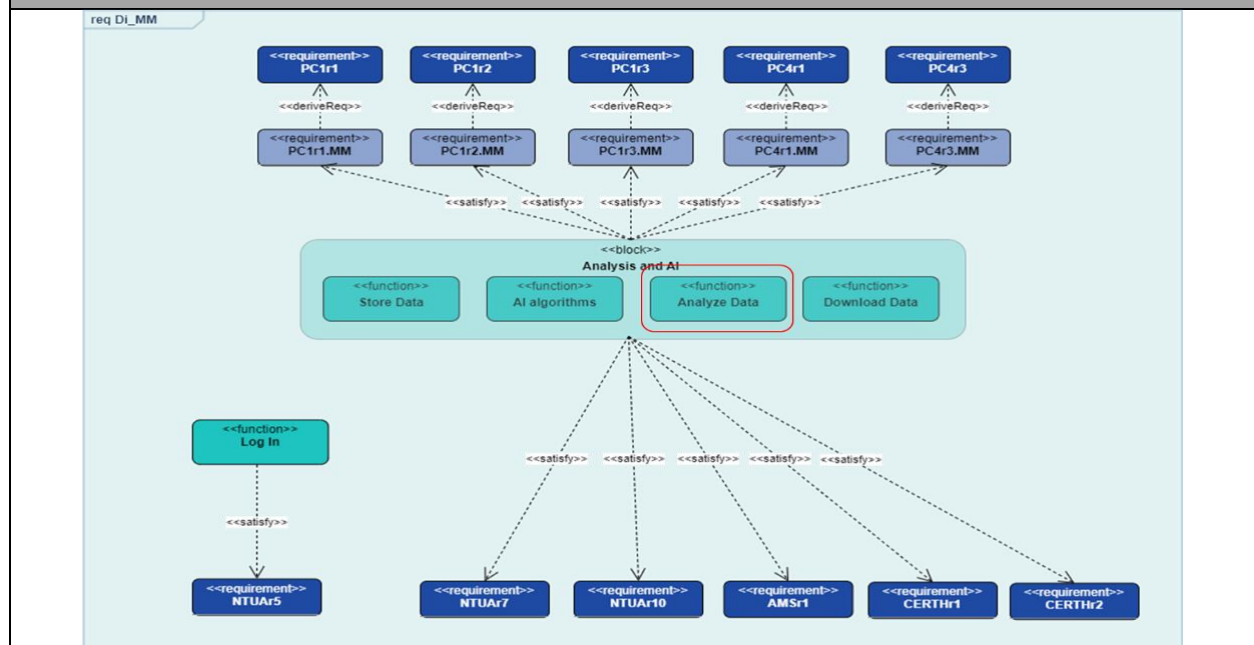 req Di_MM
<<requirement>>
PC1r1
<<requirement>>
PC1r2
<<requirement>>
PC1r3
<<requirement>>
PC4r1
<<requirement>>
PC4r3
<<deriveReq>>
<<deriveReq>>
<<deriveReq>>
<<deriveReq>>
<<deriveReq>>
<<requirement>>
PC1r1.MM
<<requirement>>
PC1r2.MM
<<requirement>>
PC1r3.MM
<<requirement>>
PC4r1.MM
<<requirement>>
PC4r3.MM
<<satisfy>>
<<satisfy>>
<<satisfy>>
<<satisfy>>
<<satisfy>>
<<block>>
Analysis and AI
<<function>>
Store Data
<<function>>
AI algorithms
<<function>>
Analyze Data
<<function>>
Download Data
<<function>>
Log In
<<satisfy>>
<<satisfy>>
<<satisfy>>
<<satisfy>>
<<satisfy>>
<<satisfy>>
<<requirement>>
NTUAr5
<<requirement>>
NTUAr7
<<requirement>>
NTUAr10
<<requirement>>
AMSr1
<<requirement>>
CERTHr1
<<requirement>>
CERTHr2